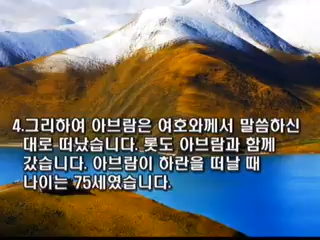 4.그리하여 아브람은 여호와께서 말씀하신
대로 떠났습니다. 롯도 아브람과 함께
갔습니다. 아브람이 하란을 떠날 때
나이는 75세였습니다.